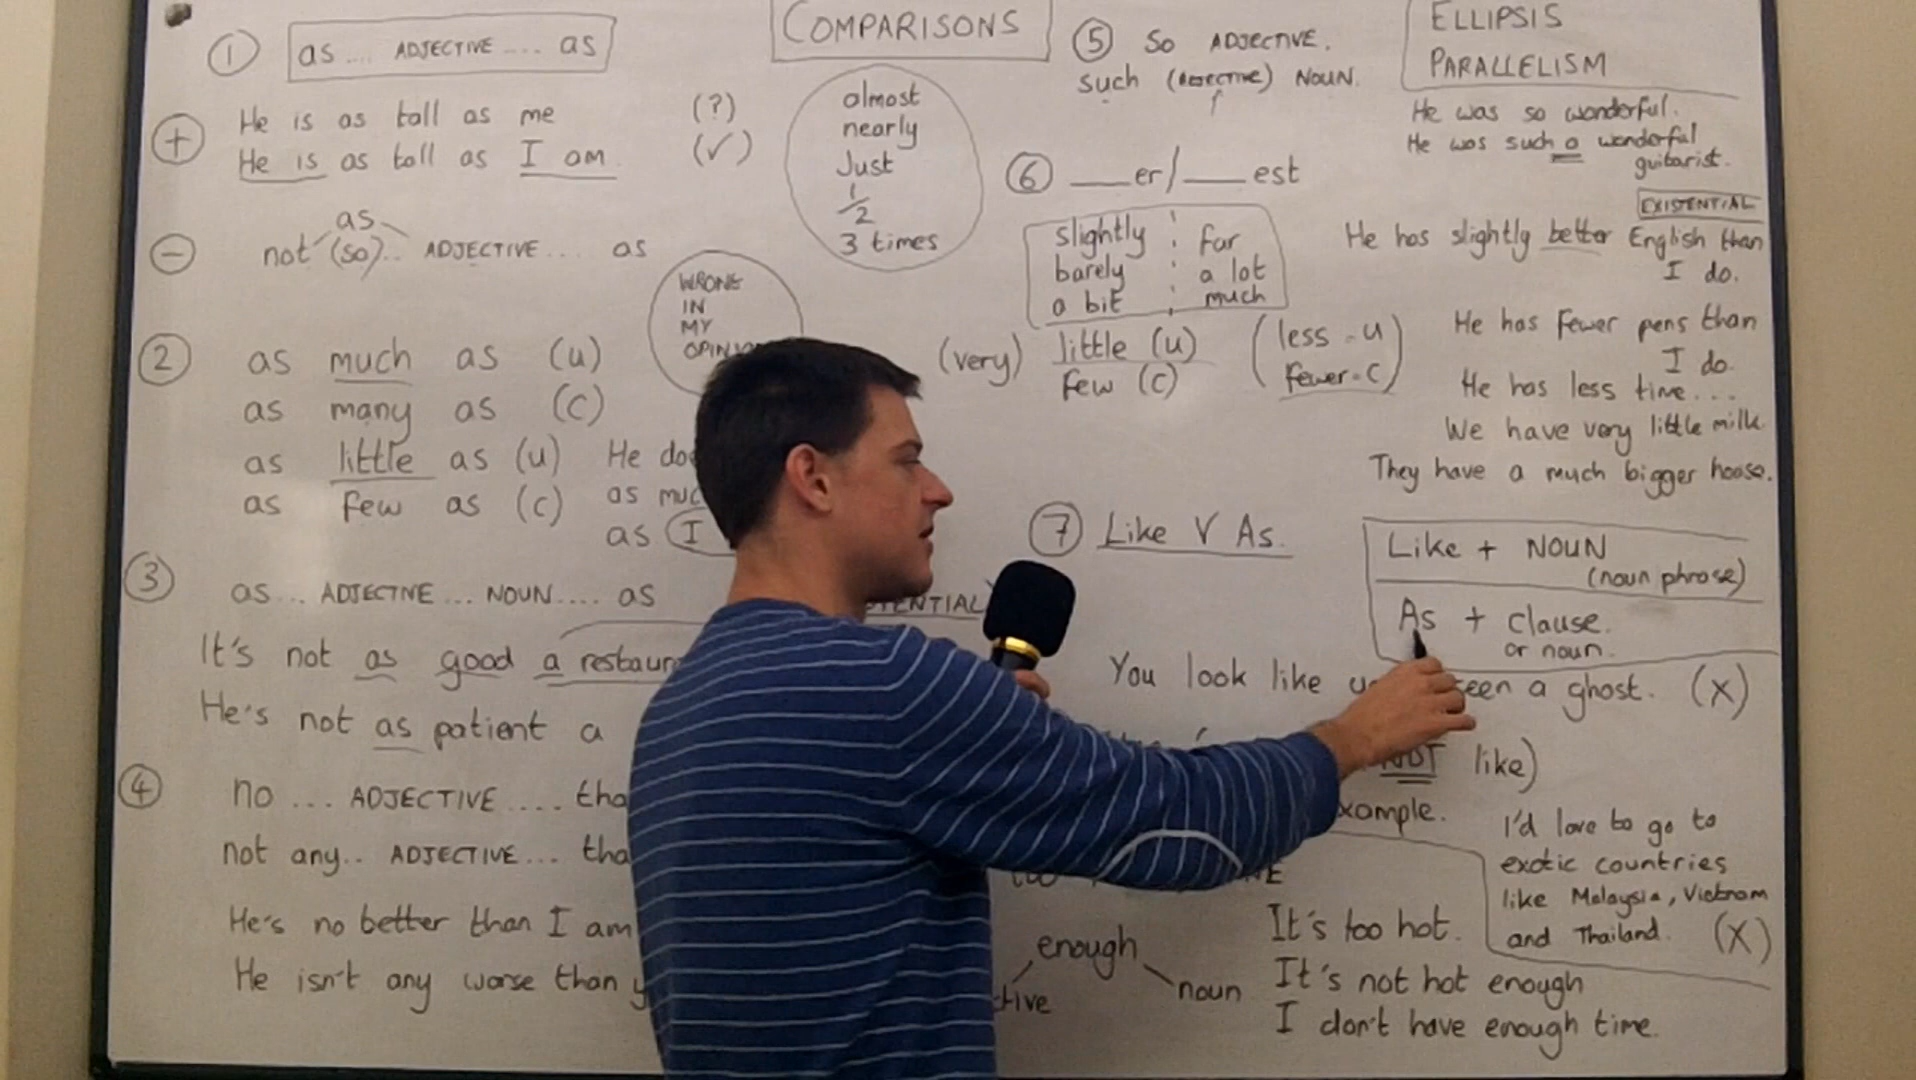 COMPARISONS
① as .... ADJECTIVE .... as
+ He is as tall as me (?)
He is as tall as I am. (✓)
as
- not (so).. ADJECTIVE .... as
almost
nearly
Just
1/2
3 times
WRONG
IN
MY
② as much as (u)
as many as (c)
as little as (u) He
as few as (c) as
as I
③ as ... ADJECTIVE ... NOUN .... as
It's not as good a
He's not as patient a
④ no ... ADJECTIVE ....
not any.. ADJECTIVE ...
He's no better than I am
He isn't any worse than
⑤ So ADJECTIVE.
such (ADJECTIVE) NOUN.
ELLIPSIS
PARALLELISM
He was so wonderful.
He was such a wonderful
guitarist.
⑥ ___er/___est
slightly far
barely a lot
a bit much
EXISTENTIAL
He has slightly better English than
I do.
(very) little (u) (less - u
few (c) fewer - c)
He has fewer pens than
I do.
He has less time...
We have very little milk.
They have a much bigger house.
⑦ Like V As.
Like + NOUN
(noun phrase)
As + clause.
or noun.
You look like a ghost. (X)
NOT like)
I'd love to go to
exotic countries
like Malaysia, Vietnam
and Thailand. (X)
enough
noun
It's too hot.
It's not hot enough
I don't have enough time.